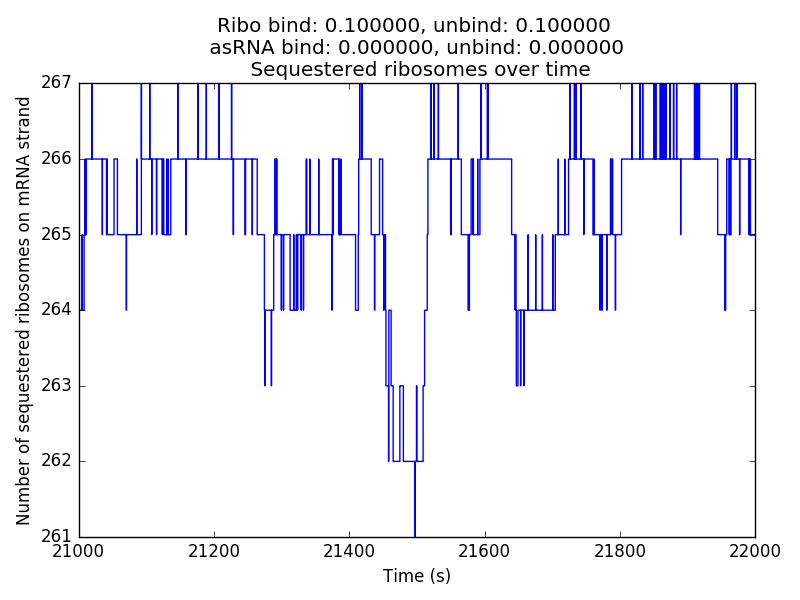 Ribo bind: 0.100000, unbind: 0.100000
asRNA bind: 0.000000, unbind: 0.000000
Sequestered ribosomes over time
Number of sequestered ribosomes on mRNA strand
267
266
265
264
263
262
261
21000 21200 21400 21600 21800 22000
Time (s)